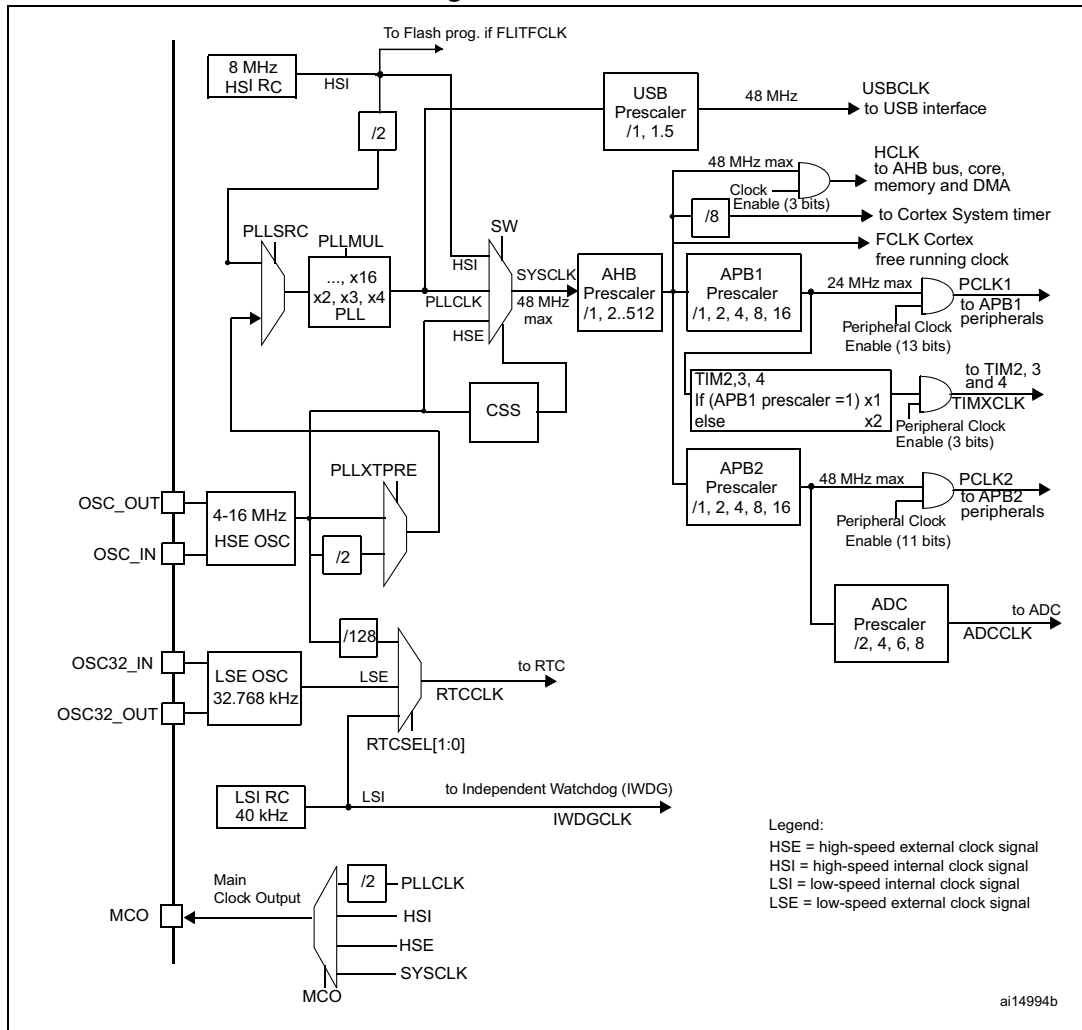 To Flash prog. if FLITFCLK
8 MHz
HSI RC
HSI
/2
USB
Prescaler
/1, 1.5
48 MHz
USBCLK
to USB interface
48 MHz max
HCLK
to AHB bus, core,
memory and DMA
Clock
Enable (3 bits)
/8
to Cortex System timer
FCLK Cortex
free running clock
PLLSRC
PLLMUL
..., x16
x2, x3, x4
PLL
SW
HSI
PLLCLK
HSE
SYSCLK
48 MHz
max
AHB
Prescaler
/1, 2..512
APB1
Prescaler
/1, 2, 4, 8, 16
24 MHz max
PCLK1
to APB1
peripherals
Peripheral Clock
Enable (13 bits)
TIM2,3, 4
If (APB1 prescaler =1) x1
else x2
to TIM2, 3
and 4
TIMXCLK
Peripheral Clock
Enable (3 bits)
CSS
PLLXTPRE
APB2
Prescaler
/1, 2, 4, 8, 16
48 MHz max
PCLK2
to APB2
peripherals
Peripheral Clock
Enable (11 bits)
OSC_OUT
OSC_IN
4-16 MHz
HSE OSC
/2
ADC
Prescaler
/2, 4, 6, 8
to ADC
ADCCLK
/128
OSC32_IN
OSC32_OUT
LSE OSC
32.768 kHz
LSE
to RTC
RTCCLK
RTCSEL[1:0]
LSI RC
40 kHz
LSI
to Independent Watchdog (IWDG)
IWDGCLK
Legend:
HSE = high-speed external clock signal
HSI = high-speed internal clock signal
LSI = low-speed internal clock signal
LSE = low-speed external clock signal
Main
Clock Output
MCO
/2
PLLCLK
HSI
HSE
SYSCLK
MCO
ai14994b